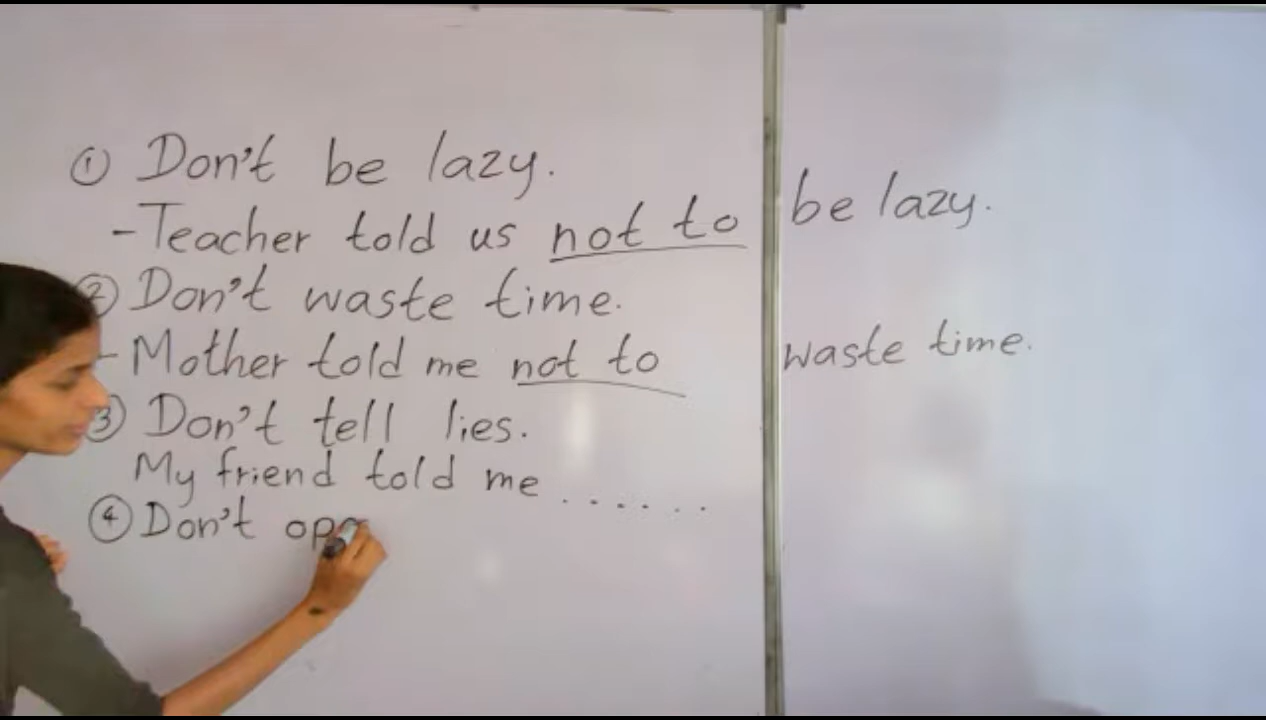 ① Don't be lazy.
- Teacher told us not to be lazy.
② Don't waste time.
- Mother told me not to waste time.
③ Don't tell lies.
My friend told me ......
④ Don't